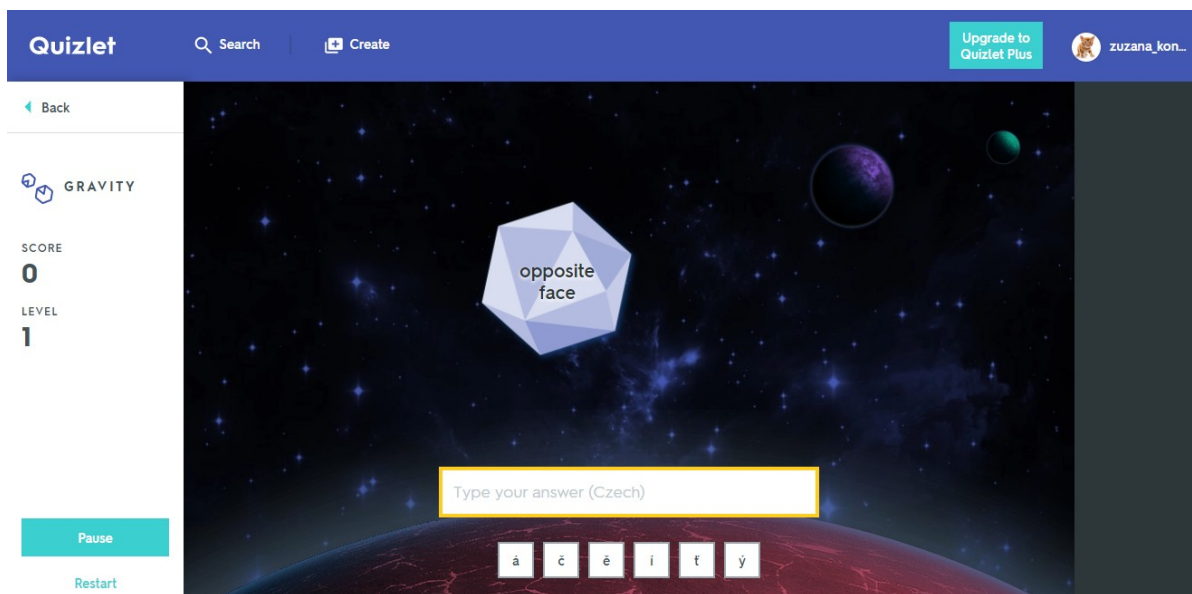 Quizlet
Search
Create
Upgrade to
Quizlet Plus
zuzana_kon...
Back
GRAVITY
SCORE
0
LEVEL
1
opposite
face
Type your answer (Czech)
á č ě í ť ý
Pause
Restart